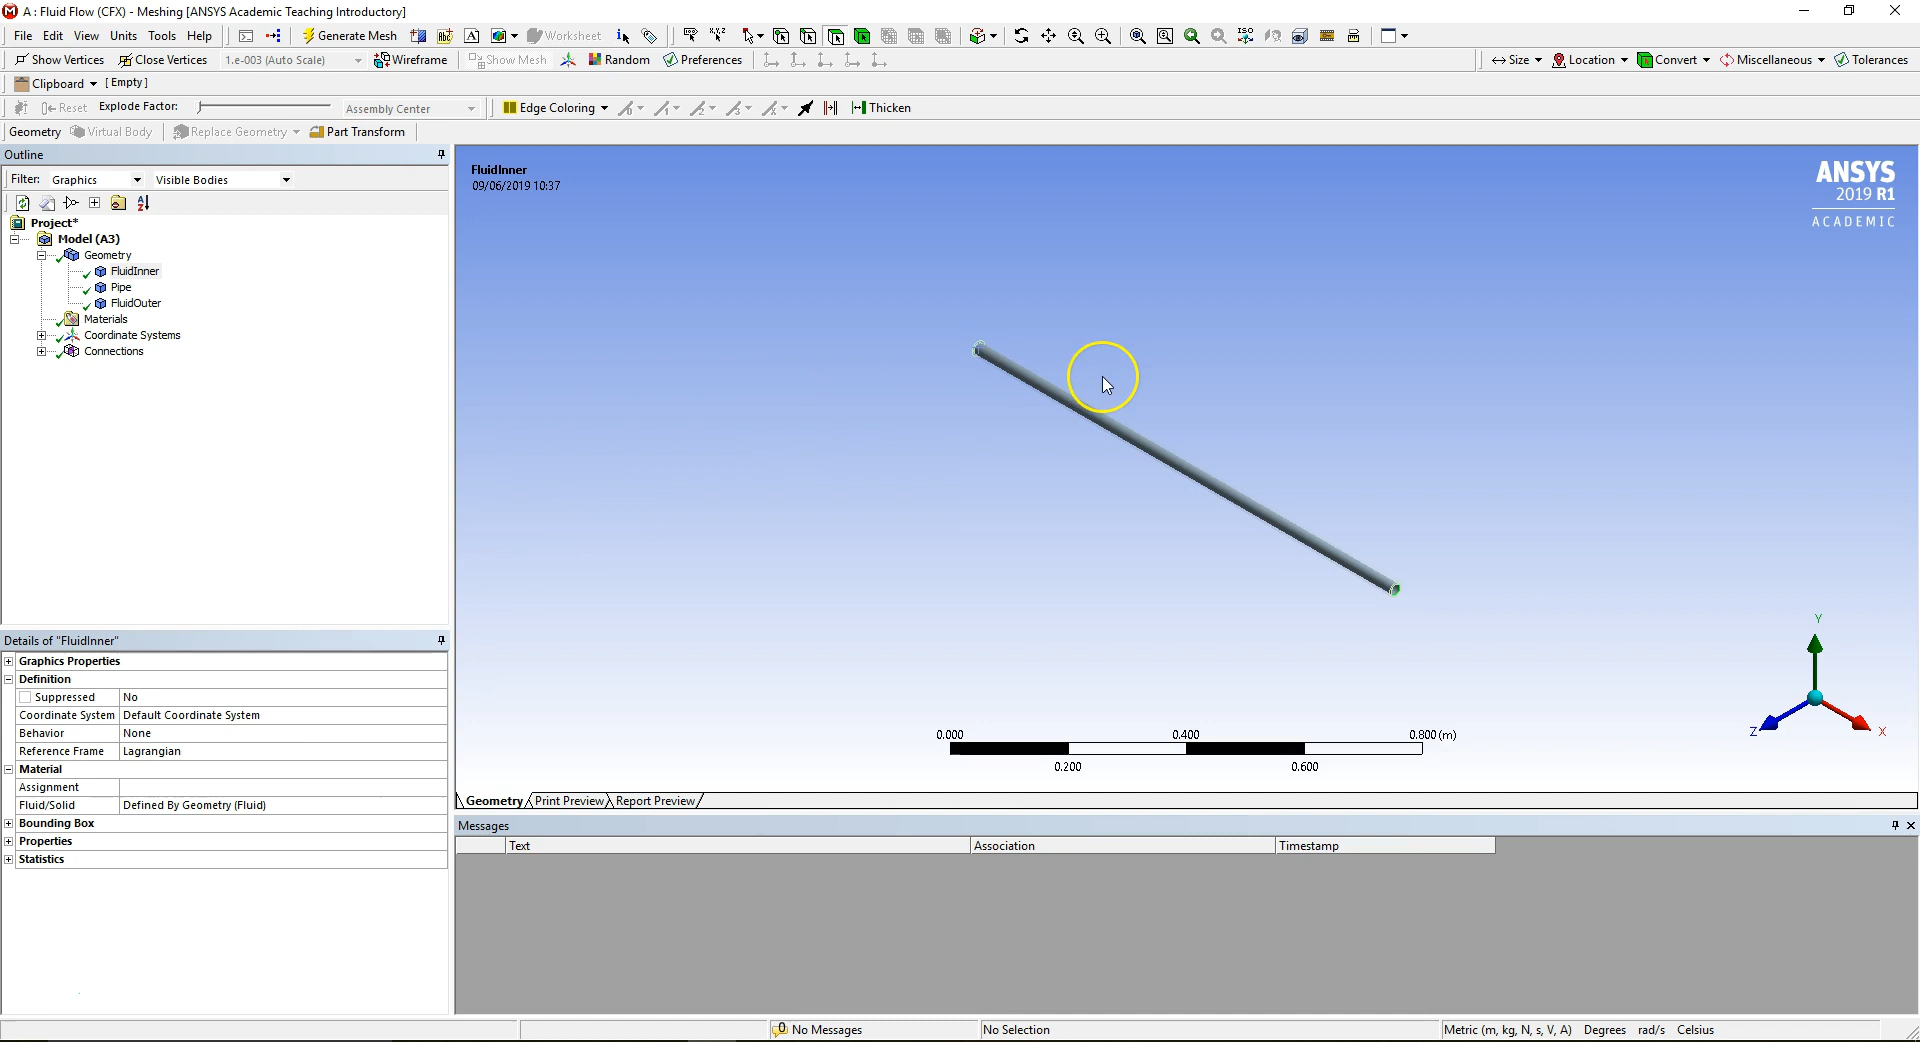 A : Fluid Flow (CFX) - Meshing [ANSYS Academic Teaching Introductory]
File Edit View Units Tools Help Generate Mesh Worksheet
Show Vertices Close Vertices 1.e-003 (Auto Scale) Wireframe Show Mesh Random Preferences Size Location Convert Miscellaneous Tolerances
Clipboard [ Empty ]
Reset Explode Factor: Assembly Center Edge Coloring Thicken
Geometry Virtual Body Replace Geometry Part Transform
Outline
Filter: Graphics Visible Bodies
Project*
Model (A3)
Geometry
FluidInner
Pipe
FluidOuter
Materials
Coordinate Systems
Connections
Details of "FluidInner"
Graphics Properties
Definition
Suppressed No
Coordinate System Default Coordinate System
Behavior None
Reference Frame Lagrangian
Material
Assignment
Fluid/Solid Defined By Geometry (Fluid)
Bounding Box
Properties
Statistics
FluidInner
09/06/2019 10:37
ANSYS
2019 R1
ACADEMIC
Y
Z X
0.000 0.400 0.800 (m)
0.200 0.600
Geometry Print Preview Report Preview
Messages
Text Association Timestamp
0 No Messages No Selection Metric (m, kg, N, s, V, A) Degrees rad/s Celsius